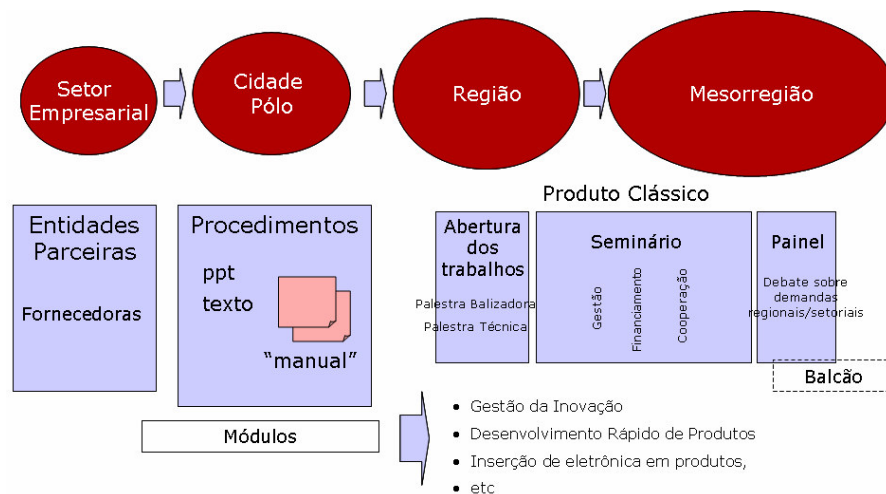 Setor
Empresarial
Cidade
Pólo
Região
Mesorregião
Produto Clássico
Entidades
Parceiras
Fornecedoras
Procedimentos
ppt
texto
“manual”
Abertura
dos
trabalhos
Palestra Balizadora
Palestra Técnica
Seminário
Gestão
Financiamento
Cooperação
Painel
Debate sobre
demandas
regionais/setoriais
Balcão
Módulos
• Gestão da Inovação
• Desenvolvimento Rápido de Produtos
• Inserção de eletrônica em produtos,
• etc